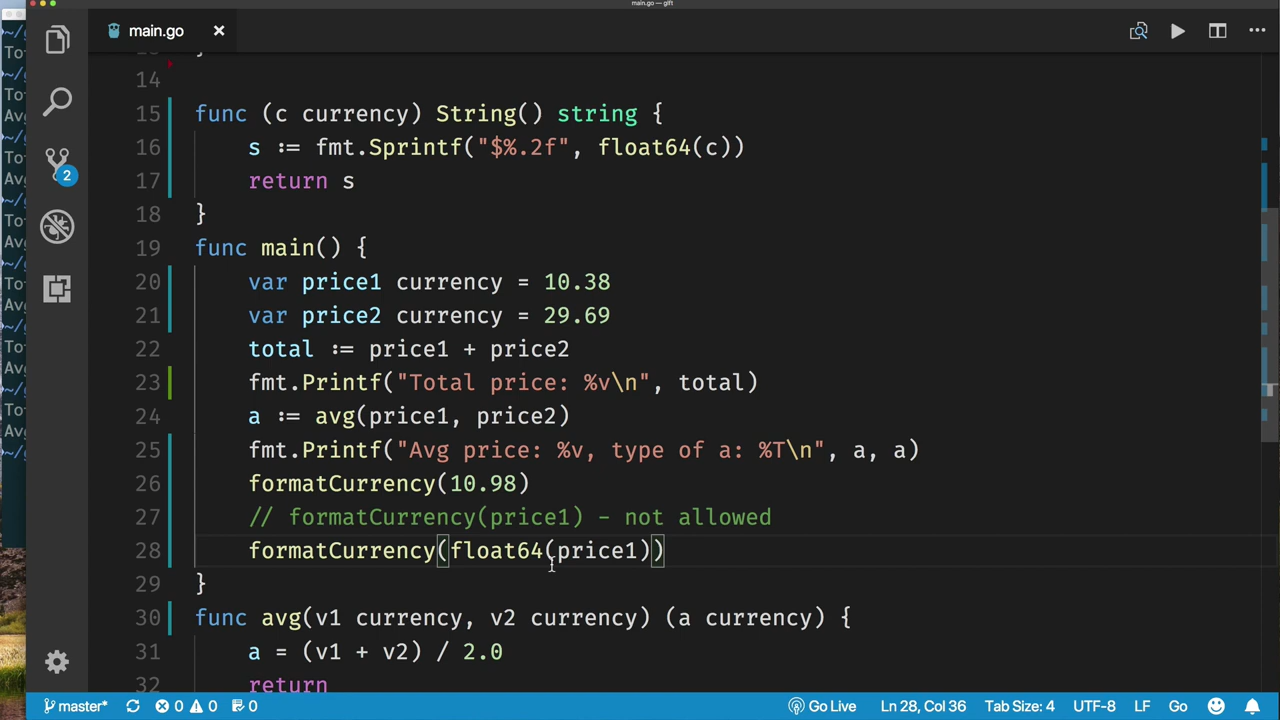 main.go — gift
main.go
14
15 func (c currency) String() string {
16 s := fmt.Sprintf("$%.2f", float64(c))
17 return s
18 }
19 func main() {
20 var price1 currency = 10.38
21 var price2 currency = 29.69
22 total := price1 + price2
23 fmt.Printf("Total price: %v\n", total)
24 a := avg(price1, price2)
25 fmt.Printf("Avg price: %v, type of a: %T\n", a, a)
26 formatCurrency(10.98)
27 // formatCurrency(price1) - not allowed
28 formatCurrency(float64(price1))
29 }
30 func avg(v1 currency, v2 currency) (a currency) {
31 a = (v1 + v2) / 2.0
32 return
2
master* 0 0 0 Go Live Ln 28, Col 36 Tab Size: 4 UTF-8 LF Go